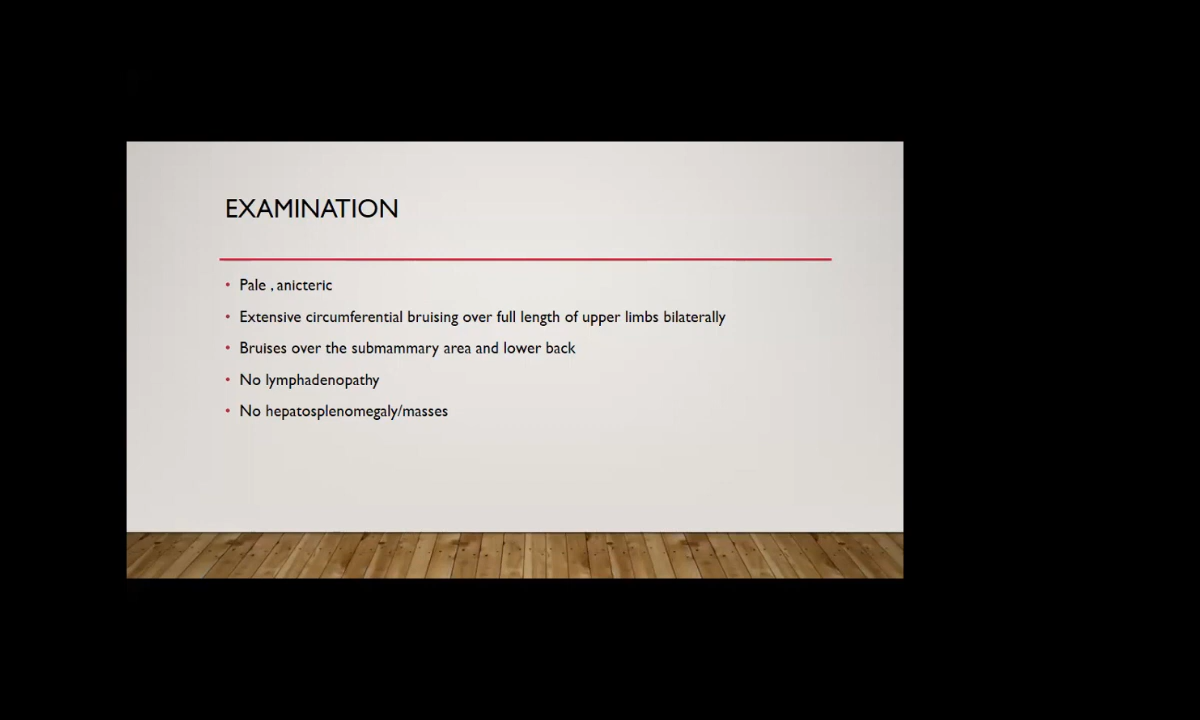 EXAMINATION
• Pale , anicteric
• Extensive circumferential bruising over full length of upper limbs bilaterally
• Bruises over the submammary area and lower back
• No lymphadenopathy
• No hepatosplenomegaly/masses